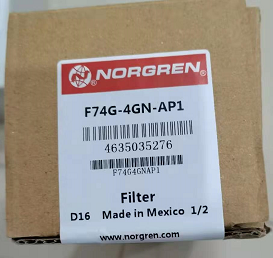 NORGREN
F74G-4GN-AP1
4635035276
F74G4GNAP1
Filter
D16 Made in Mexico 1/2
www.norgren.com